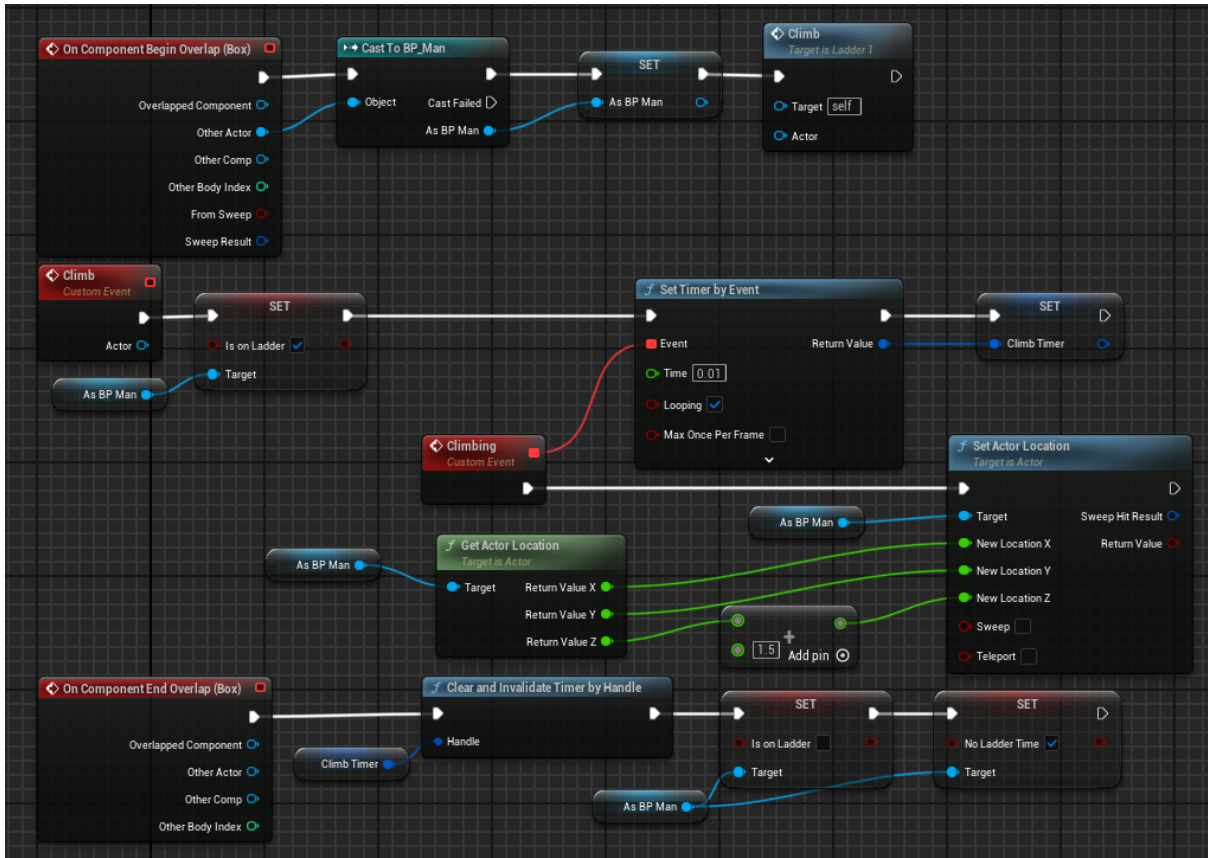 On Component Begin Overlap (Box)
Overlapped Component
Other Actor
Other Comp
Other Body Index
From Sweep
Sweep Result
Cast To BP_Man
Object
Cast Failed
As BP Man
SET
As BP Man
Climb
Target is Ladder 1
Target self
Actor
Climb
Custom Event
Actor
As BP Man
SET
Is on Ladder
Target
Set Timer by Event
Event
Return Value
Time 0.01
Looping
Max Once Per Frame
SET
Climb Timer
Climbing
Custom Event
As BP Man
Get Actor Location
Target is Actor
Target
Return Value X
Return Value Y
Return Value Z
1.5
+
Add pin
As BP Man
Set Actor Location
Target is Actor
Target
Sweep Hit Result
New Location X
Return Value
New Location Y
New Location Z
Sweep
Teleport
On Component End Overlap (Box)
Overlapped Component
Other Actor
Other Comp
Other Body Index
Climb Timer
Clear and Invalidate Timer by Handle
Handle
As BP Man
SET
Is on Ladder
Target
SET
No Ladder Time
Target